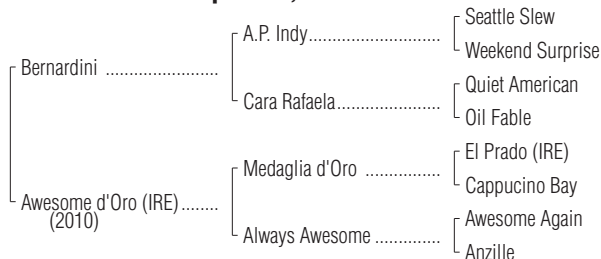 Seattle Slew
A.P. Indy..............................
Weekend Surprise
Bernardini .........................
Quiet American
Cara Rafaela........................
Oil Fable
El Prado (IRE)
Medaglia d'Oro .................
Cappucino Bay
Awesome d'Oro (IRE)........
(2010)
Awesome Again
Always Awesome ...............
Anzille